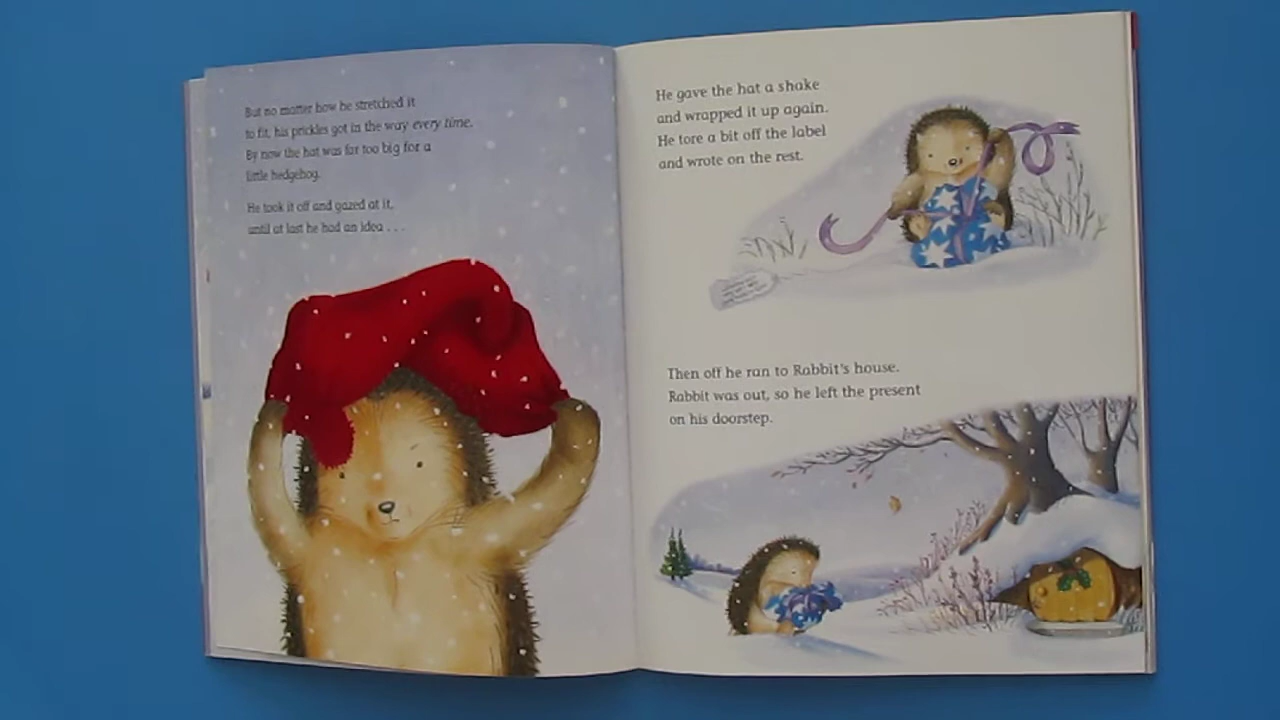 But no matter how he stretched it
to fit, his prickles got in the way every time.
By now the hat was far too big for a
little hedgehog.
He took it off and gazed at it,
until at last he had an idea . . .
He gave the hat a shake
and wrapped it up again.
He tore a bit off the label
and wrote on the rest.
Then off he ran to Rabbit's house.
Rabbit was out, so he left the present
on his doorstep.